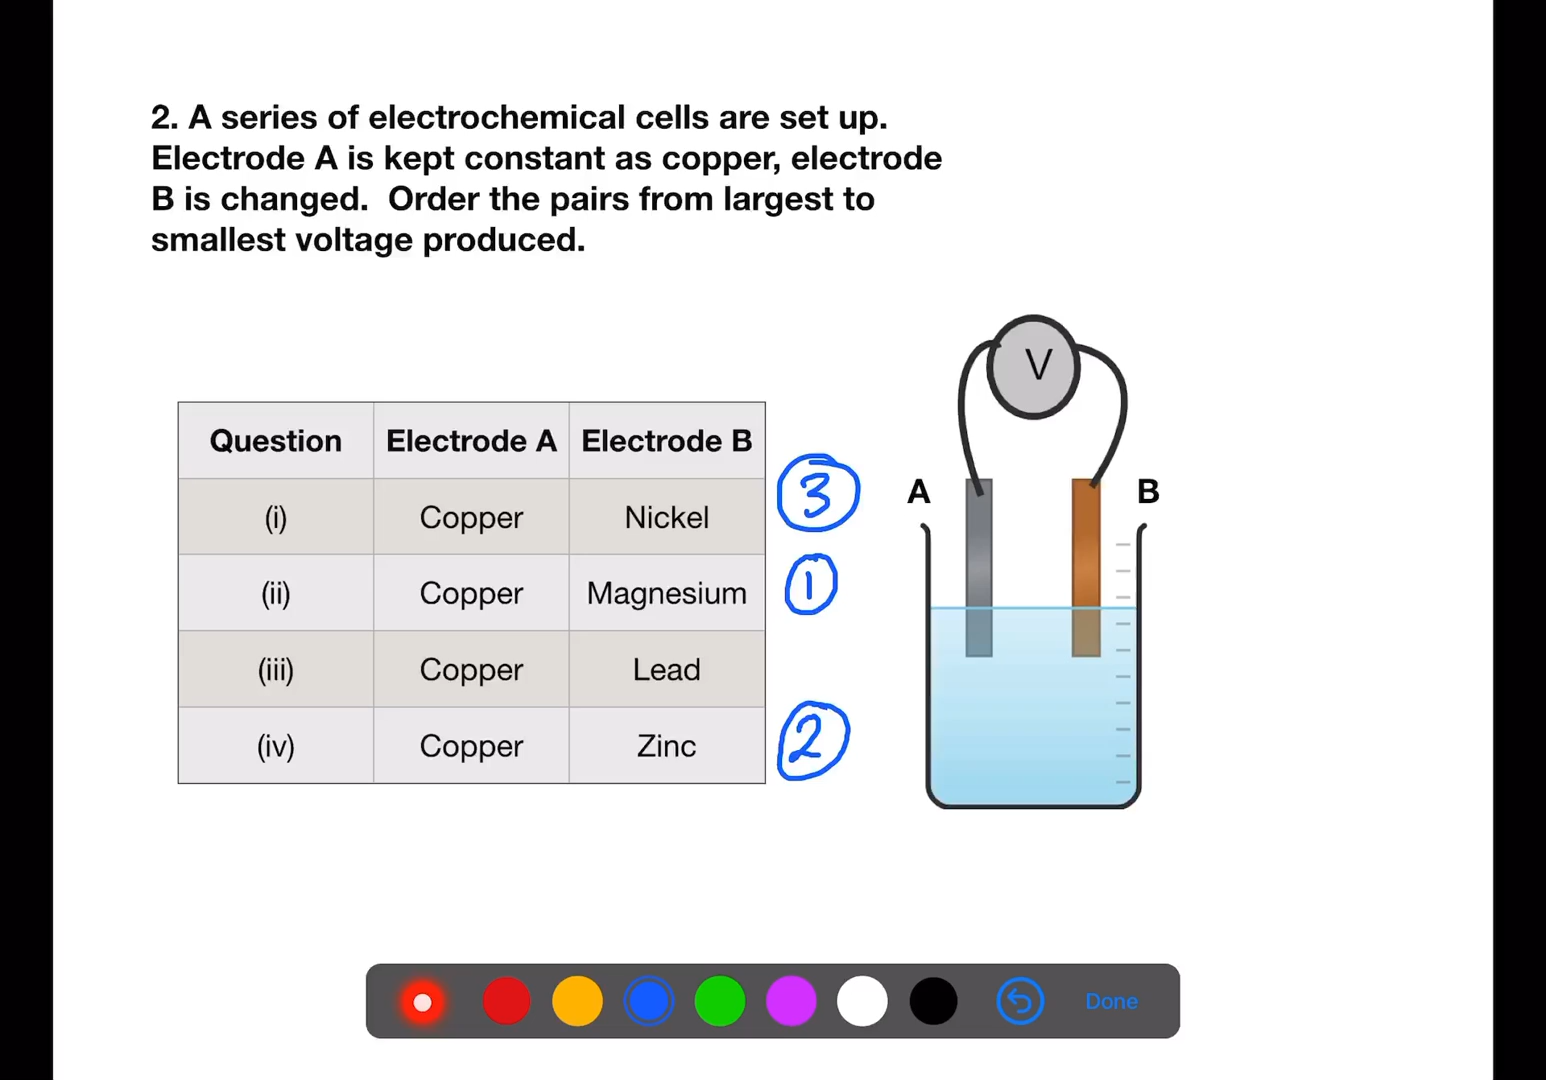 2. A series of electrochemical cells are set up.
Electrode A is kept constant as copper, electrode
B is changed.  Order the pairs from largest to
smallest voltage produced.
Question Electrode A Electrode B
(i) Copper Nickel 3
(ii) Copper Magnesium 1
(iii) Copper Lead
(iv) Copper Zinc 2
V
A B
Done